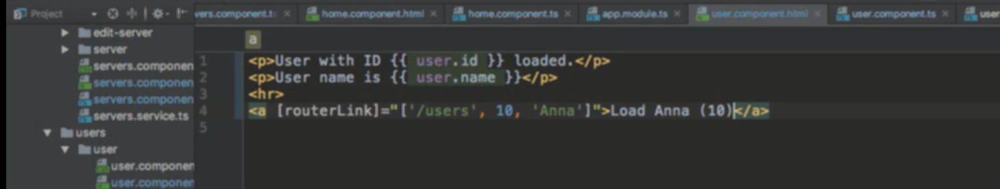 Project
vers.component.ts
home.component.html
home.component.ts
app.module.ts
user.component.html
user.component.ts
user
edit-server
server
servers.componen
servers.componen
servers.componen
servers.service.ts
users
user
user.componen
user.componen
a
1 <p>User with ID {{ user.id }} loaded.</p>
2 <p>User name is {{ user.name }}</p>
3 <hr>
4 <a [routerLink]="['/users', 10, 'Anna']">Load Anna (10)</a>
5